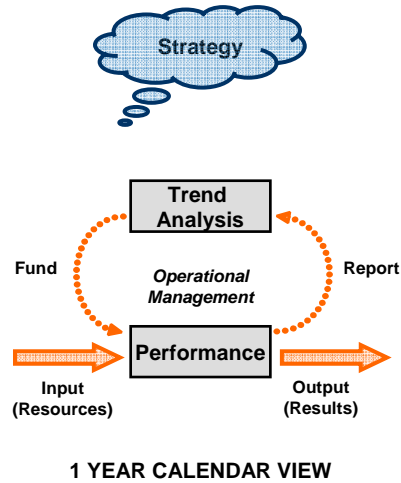 Strategy
Trend
Analysis
Fund
Operational
Management
Report
Performance
Input
(Resources)
Output
(Results)
1 YEAR CALENDAR VIEW